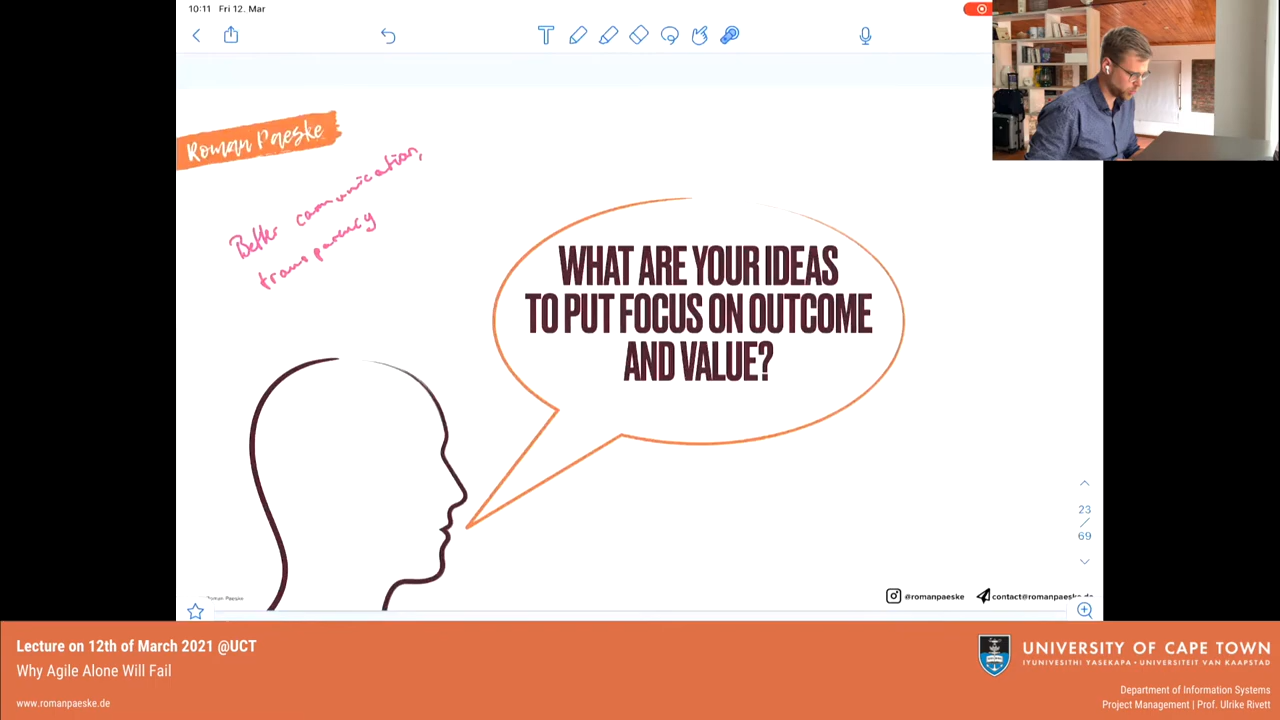 10:11 Fri 12. Mar
T
Roman Paeske
Better comunication,
transparency
WHAT ARE YOUR IDEAS
TO PUT FOCUS ON OUTCOME
AND VALUE?
23
/
69
Roman Paeske
@romanpaeske
contact@romanpaeske.de
Lecture on 12th of March 2021 @UCT
Why Agile Alone Will Fail
www.romanpaeske.de
UNIVERSITY OF CAPE TOWN
IYUNIVESITHI YASEKAPA • UNIVERSITEIT VAN KAAPSTAD
Department of Information Systems
Project Management | Prof. Ulrike Rivett